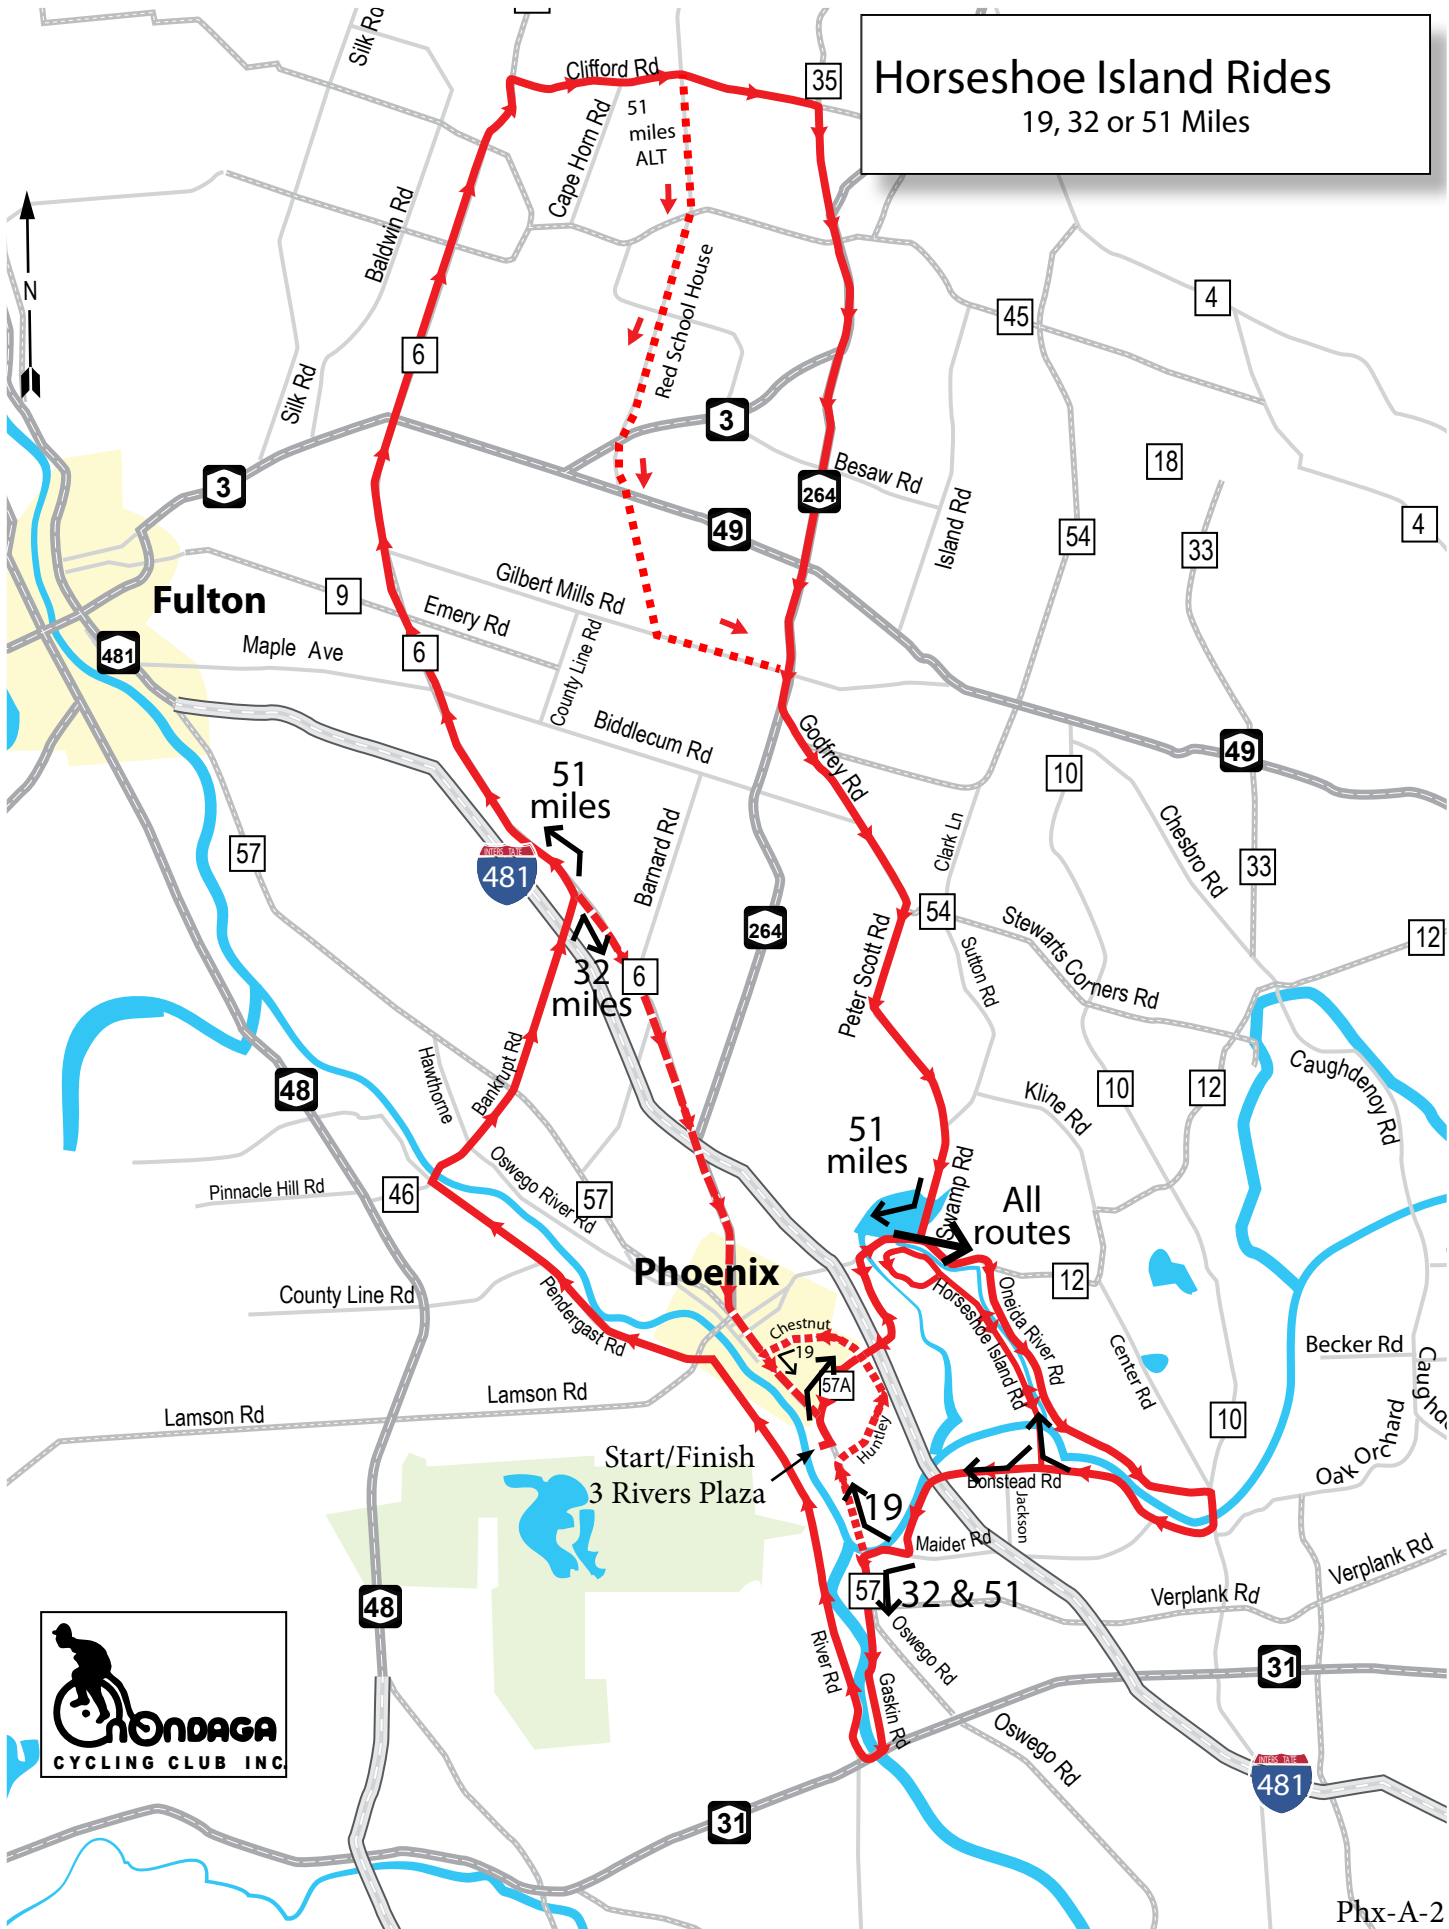 Horseshoe Island Rides
19, 32 or 51 Miles
Silk Rd
Clifford Rd
35
Cape Horn Rd
51
miles
ALT
Baldwin Rd
N
Red School House
4
45
6
Silk Rd
3
3
Besaw Rd
264
18
49
Island Rd
54
33
4
Fulton
9
Gilbert Mills Rd
Emery Rd
County Line Rd
481
Maple Ave
6
Biddlecum Rd
Godfrey Rd
49
10
51
miles
Chesbro Rd
Clark Ln
57
INTERSTATE
481
Barnard Rd
33
264
54
Stewarts Corners Rd
12
Peter Scott Rd
Sutton Rd
32
miles
6
Hawthorne
Bankrupt Rd
48
10
12
Caughdenoy Rd
Kline Rd
51
miles
Swamp Rd
All
routes
Oswego River Rd
Pinnacle Hill Rd
46
57
Phoenix
12
County Line Rd
Pendergast Rd
Chestnut
19
57A
Horseshoe Island Rd
Oneida River Rd
Center Rd
Becker Rd
Lamson Rd
Lamson Rd
Huntley
10
Oak Orchard
Start/Finish
3 Rivers Plaza
Bonstead Rd
Jackson
19
Maider Rd
Verplank Rd
Verplank Rd
57
32 & 51
48
Oswego Rd
River Rd
Gaskin Rd
31
Oswego Rd
ONONDAGA
CYCLING CLUB INC.
INTERSTATE
481
31
Phx-A-2